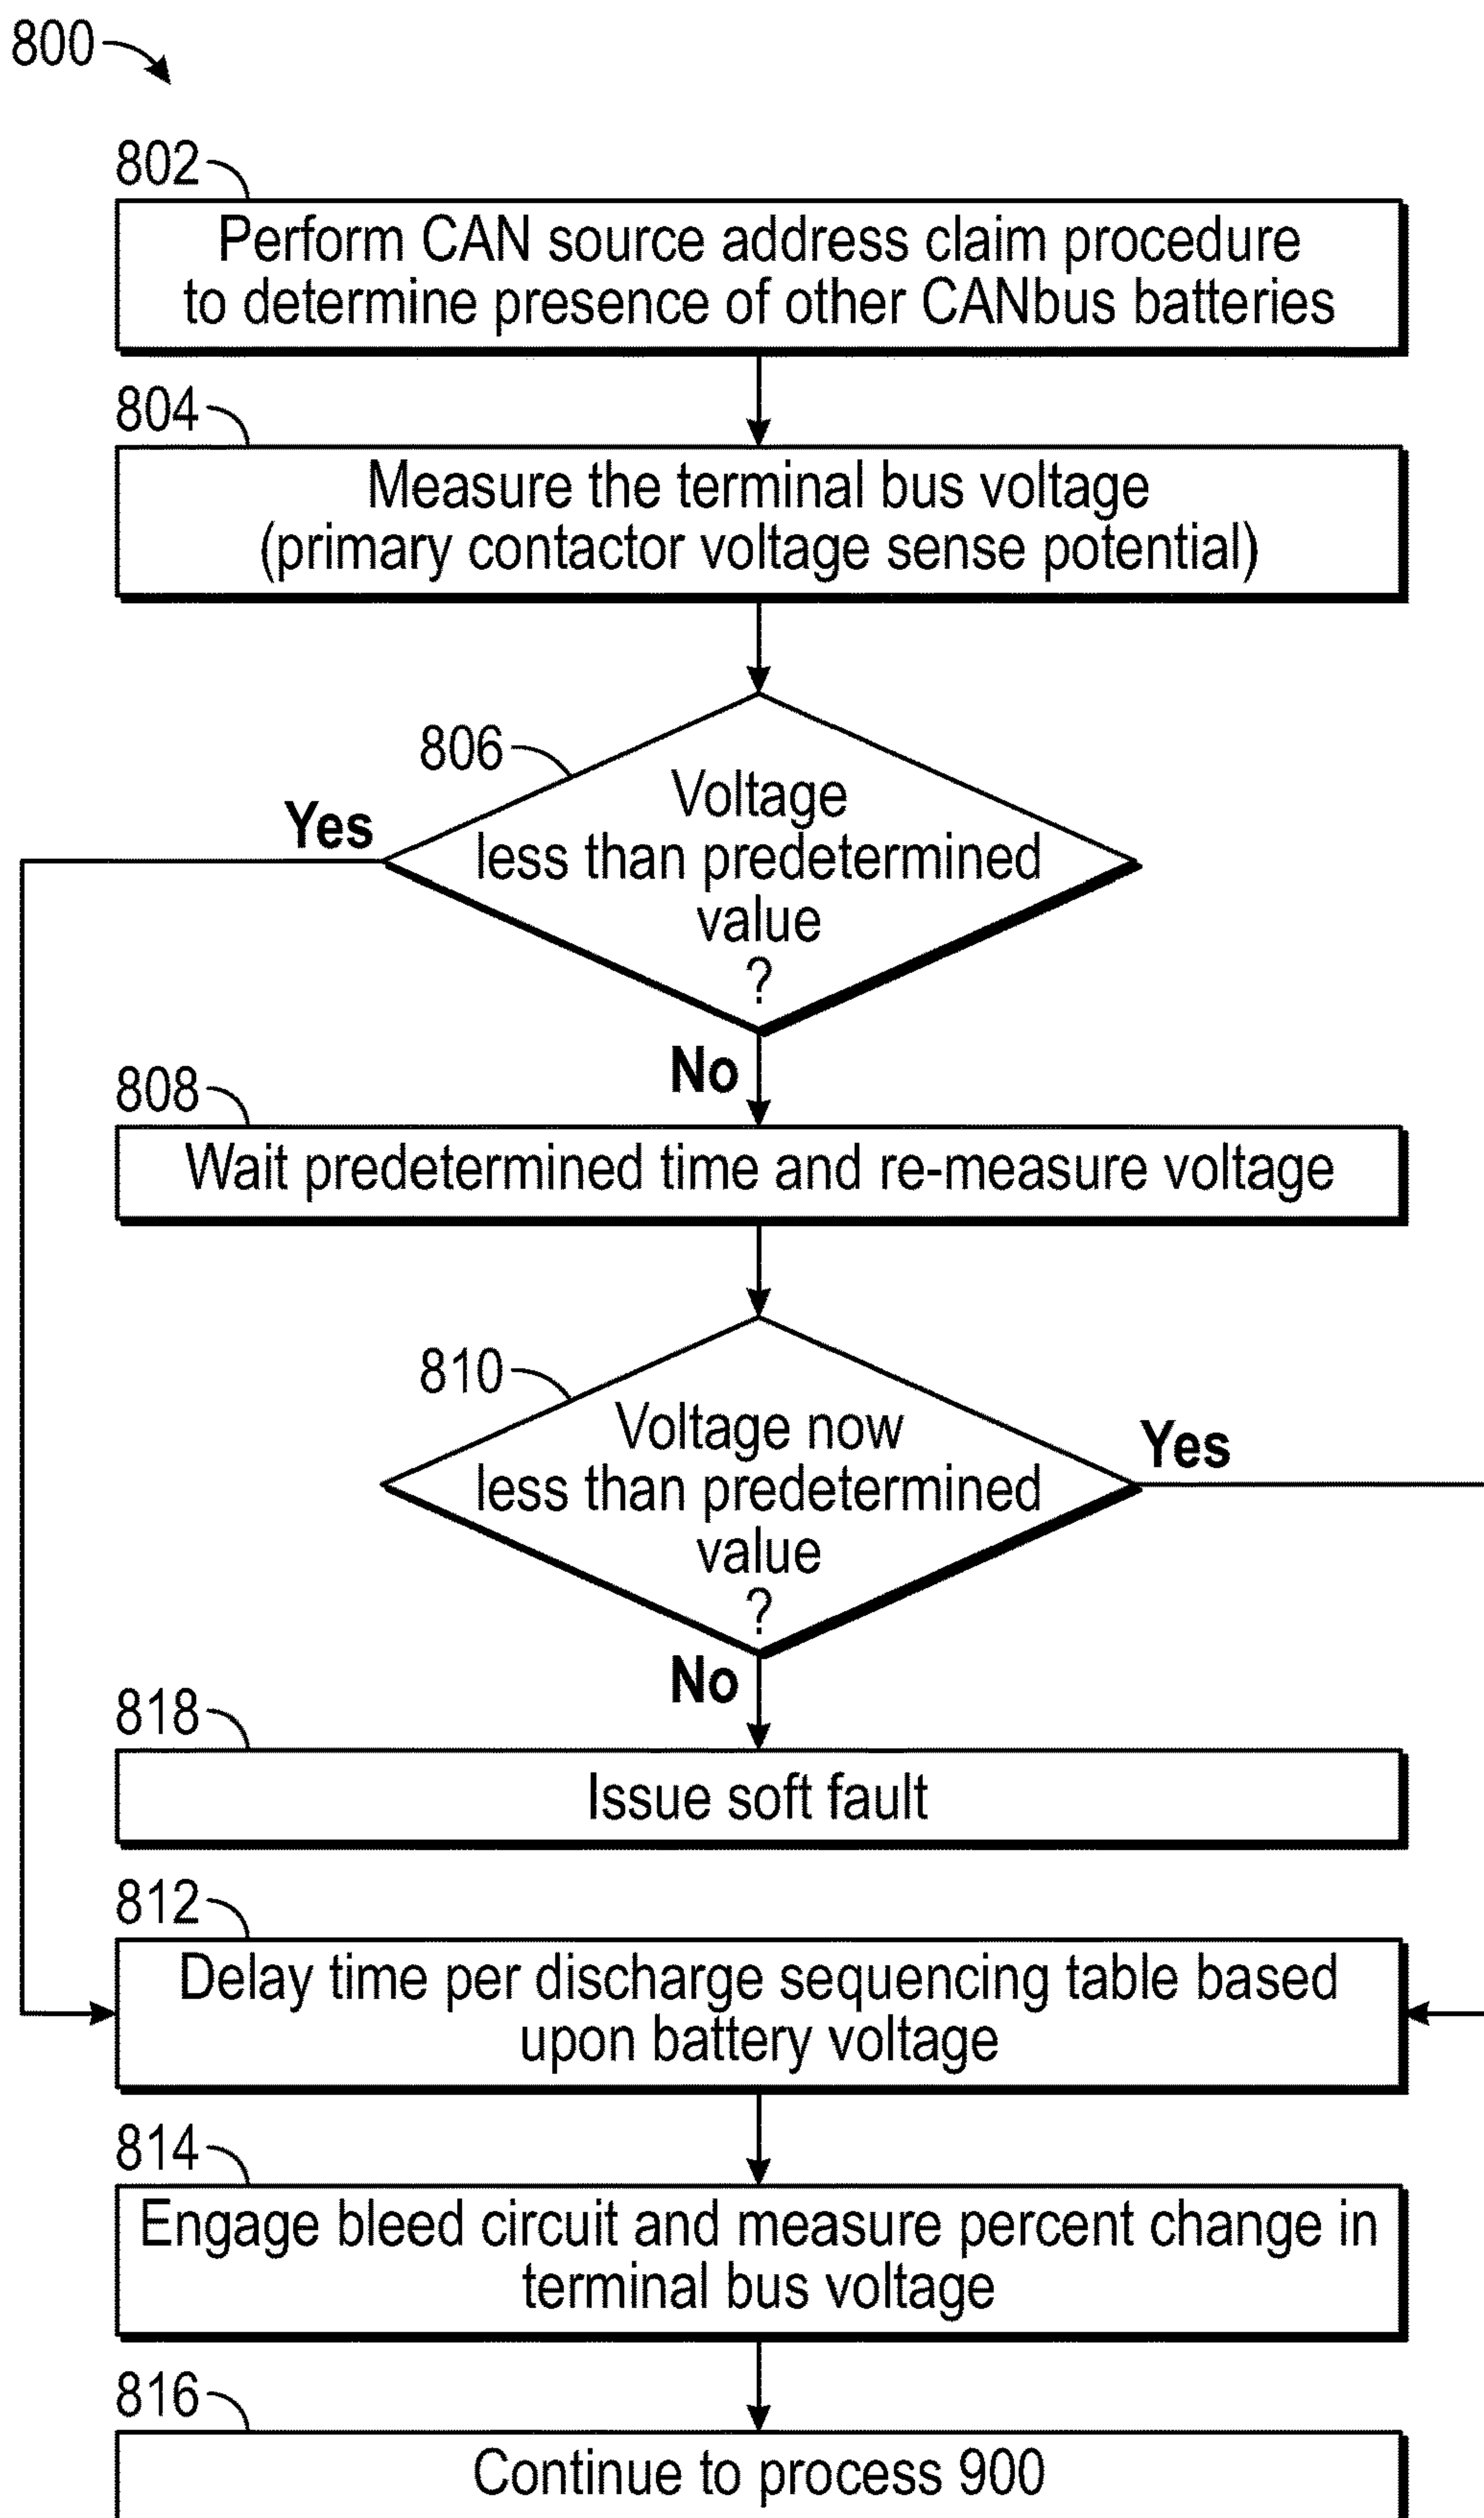 800
802
Perform CAN source address claim procedure
to determine presence of other CANbus batteries
804
Measure the terminal bus voltage
(primary contactor voltage sense potential)
806
Voltage
less than predetermined
value
?
Yes
No
808
Wait predetermined time and re-measure voltage
810
Voltage now
less than predetermined
value
?
Yes
No
818
Issue soft fault
812
Delay time per discharge sequencing table based
upon battery voltage
814
Engage bleed circuit and measure percent change in
terminal bus voltage
816
Continue to process 900